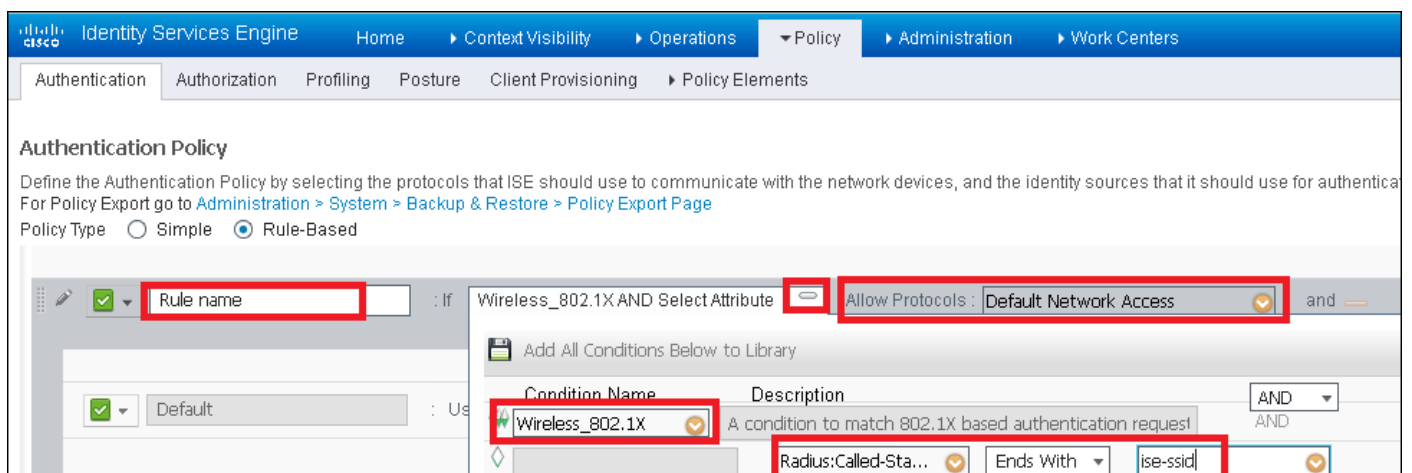 cisco Identity Services Engine Home Context Visibility Operations Policy Administration Work Centers
Authentication Authorization Profiling Posture Client Provisioning Policy Elements
Authentication Policy
Define the Authentication Policy by selecting the protocols that ISE should use to communicate with the network devices, and the identity sources that it should use for
For Policy Export go to Administration > System > Backup & Restore > Policy Export Page
Policy Type Simple Rule-Based
Rule name : If Wireless_802.1X AND Select Attribute Allow Protocols : Default Network Access and
Add All Conditions Below to Library
Condition Name Description AND
Default : Us
Wireless_802.1X A condition to match 802.1X based authentication request AND
Radius:Called-Sta... Ends With ise-ssid